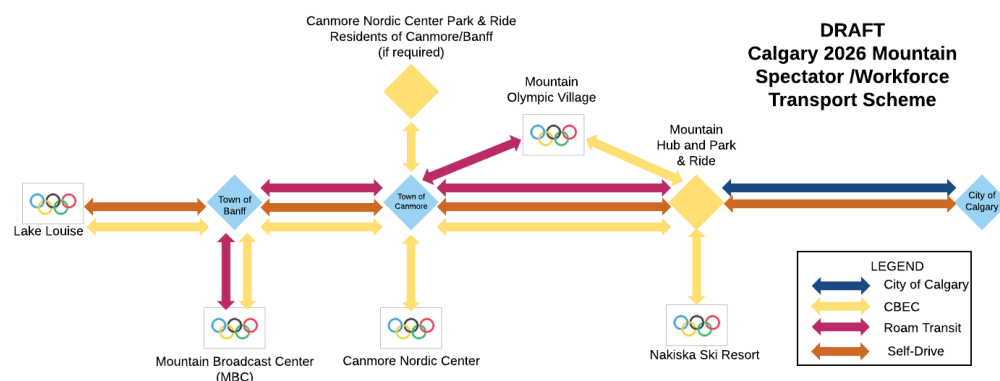 Canmore Nordic Center Park & Ride
Residents of Canmore/Banff
(if required)
DRAFT
Calgary 2026 Mountain
Spectator /Workforce
Transport Scheme
Mountain
Olympic Village
Mountain
Hub and Park
& Ride
Town of
Banff
Town of
Canmore
City of
Calgary
Lake Louise
Mountain Broadcast Center
(MBC)
Canmore Nordic Center
Nakiska Ski Resort
LEGEND
City of Calgary
CBEC
Roam Transit
Self-Drive